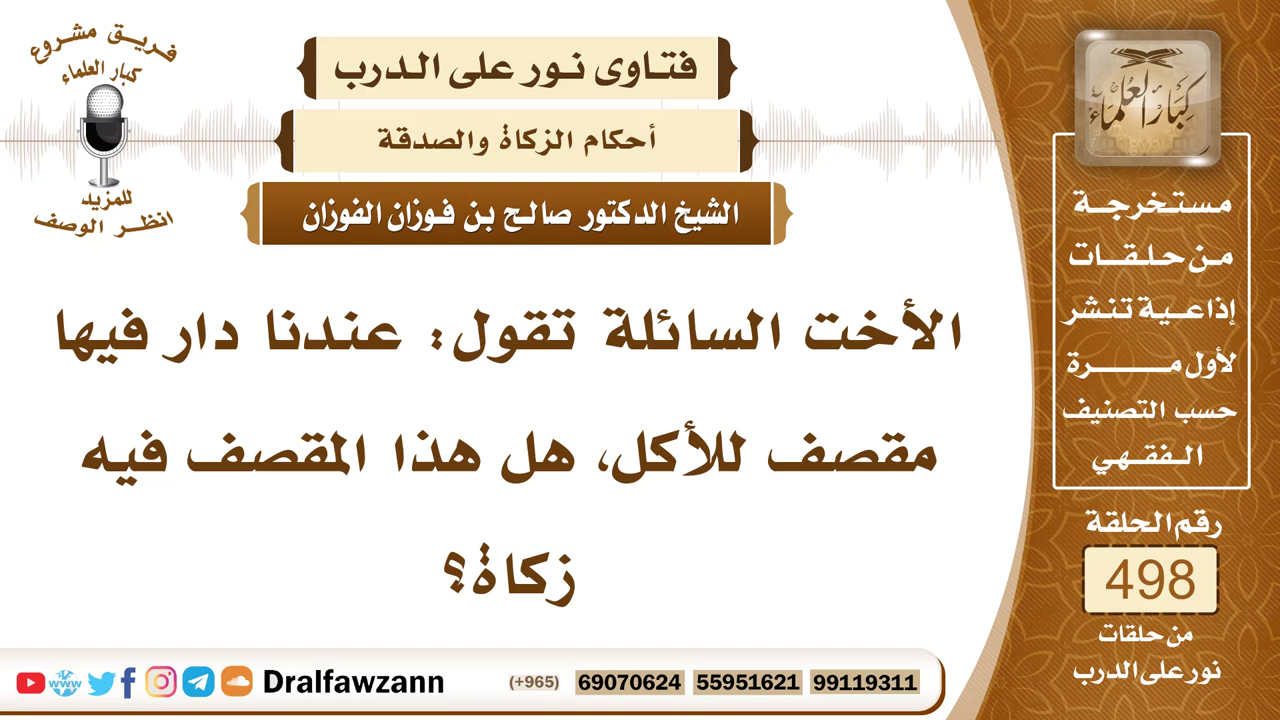 فريق مشروع
كبار العلماء
للمزيد
انظر الوصف
فتاوى نور على الدرب
أحكام الزكاة والصدقة
الشيخ الدكتور صالح بن فوزان الفوزان
الأخت السائلة تقول: عندنا دار فيها
مقصف للأكل، هل هذا المقصف فيه
زكاة؟
كبار العلماء
مستخرجة
من حلقات
إذاعية تنشر
لأول مرة
حسب التصنيف
الفقهي
رقم الحلقة
498
من حلقات
نور على الدرب
www
Dralfawzann
(+965) 69070624 55951621 99119311